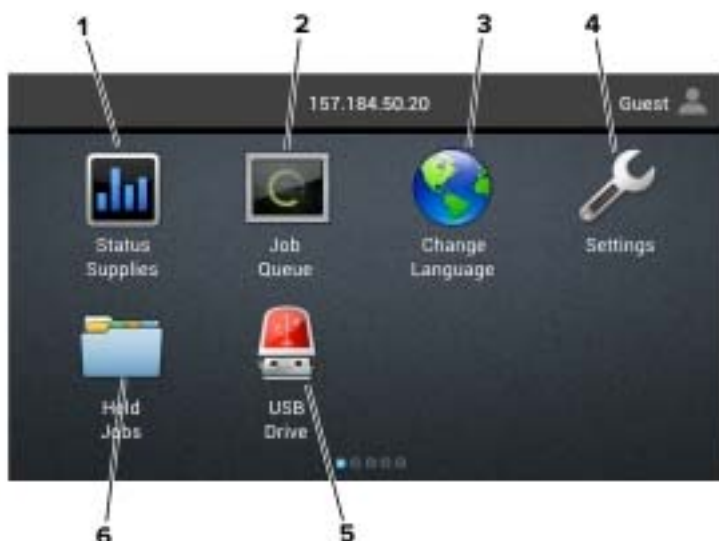 1 2 3 4
157.184.50.20 Guest
Status Supplies
Job Queue
Change Language
Settings
Held Jobs
USB Drive
6 5